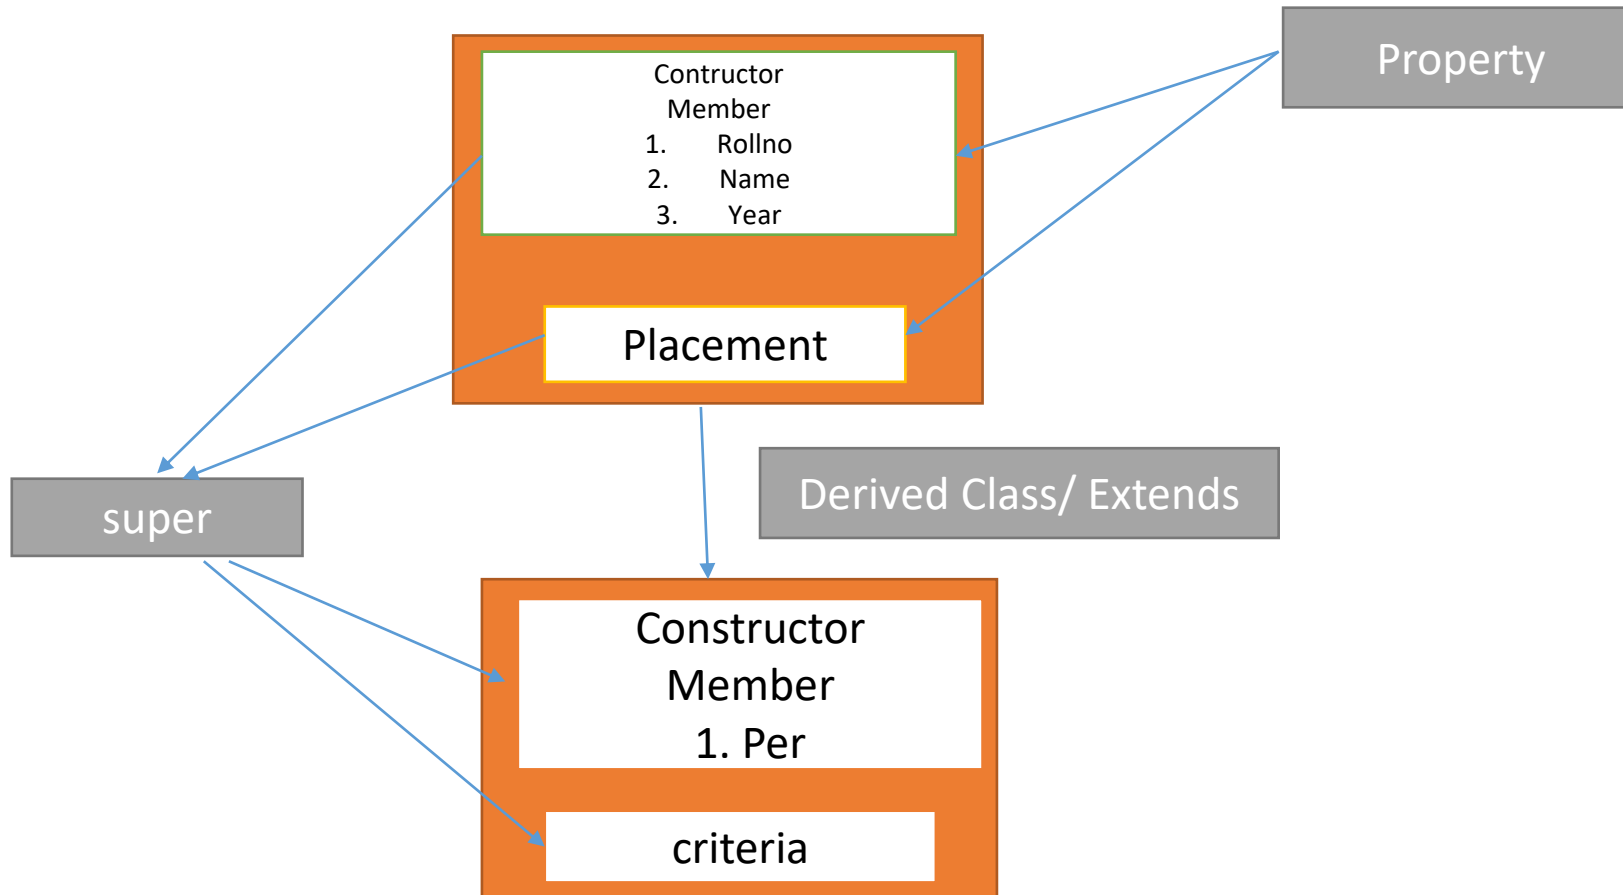 Contructor
Member
1. Rollno
2. Name
3. Year
Property
Placement
Derived Class/ Extends
super
Constructor
Member
1. Per
criteria